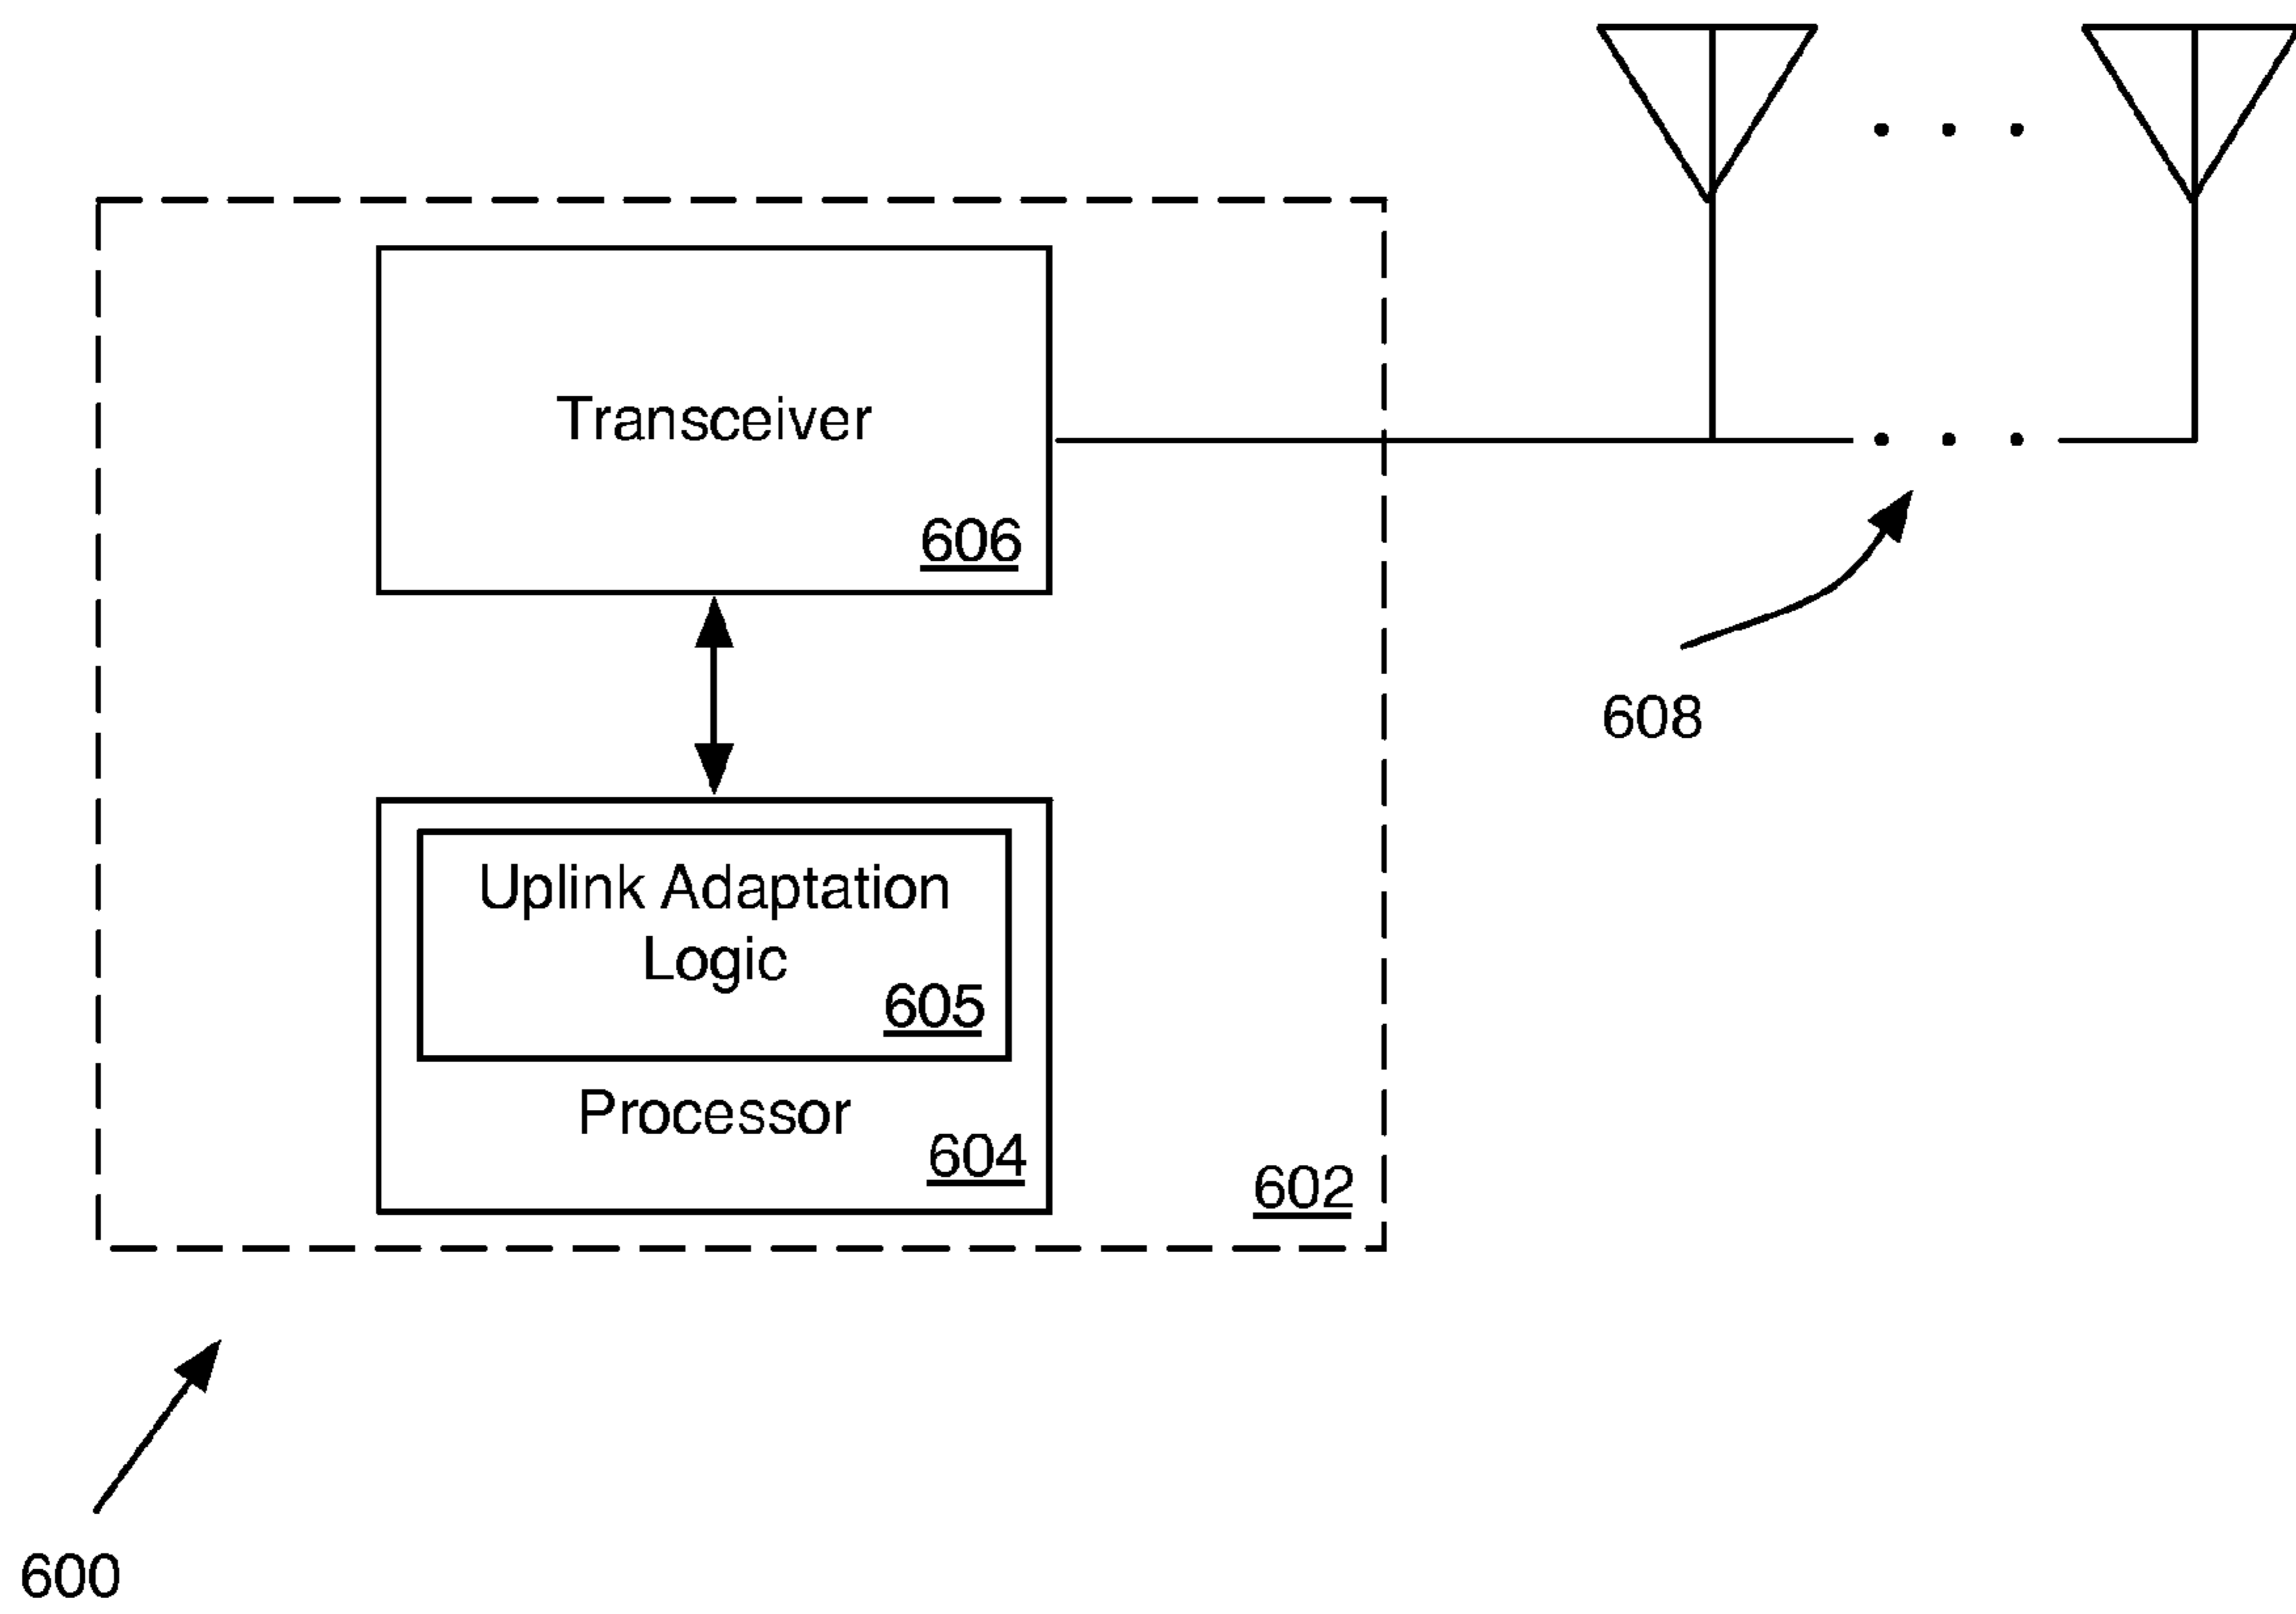 Transceiver
606
608
Uplink Adaptation
Logic
605
Processor
604
602
600